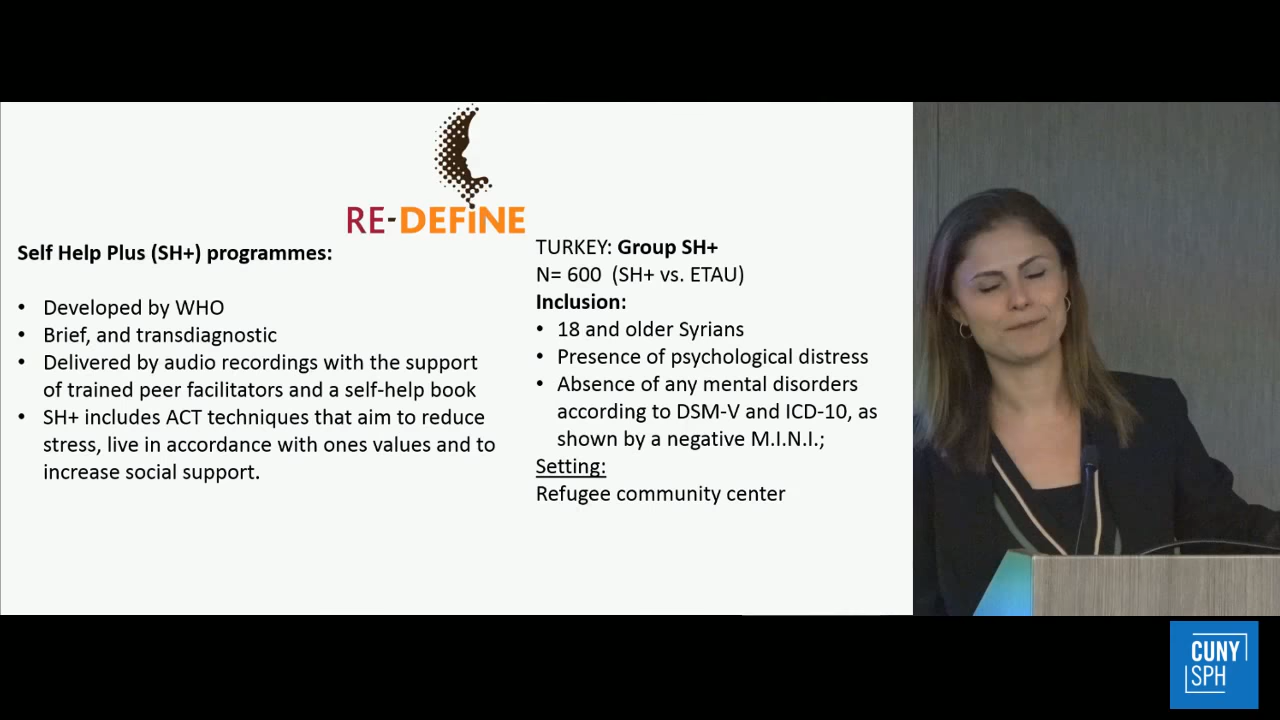 RE-DEFiNE
Self Help Plus (SH+) programmes:
• Developed by WHO
• Brief, and transdiagnostic
• Delivered by audio recordings with the support
of trained peer facilitators and a self-help book
• SH+ includes ACT techniques that aim to reduce
stress, live in accordance with ones values and to
increase social support.
TURKEY: Group SH+
N= 600 (SH+ vs. ETAU)
Inclusion:
• 18 and older Syrians
• Presence of psychological distress
• Absence of any mental disorders
according to DSM-V and ICD-10, as
shown by a negative M.I.N.I.;
Setting:
Refugee community center
CUNY
SPH